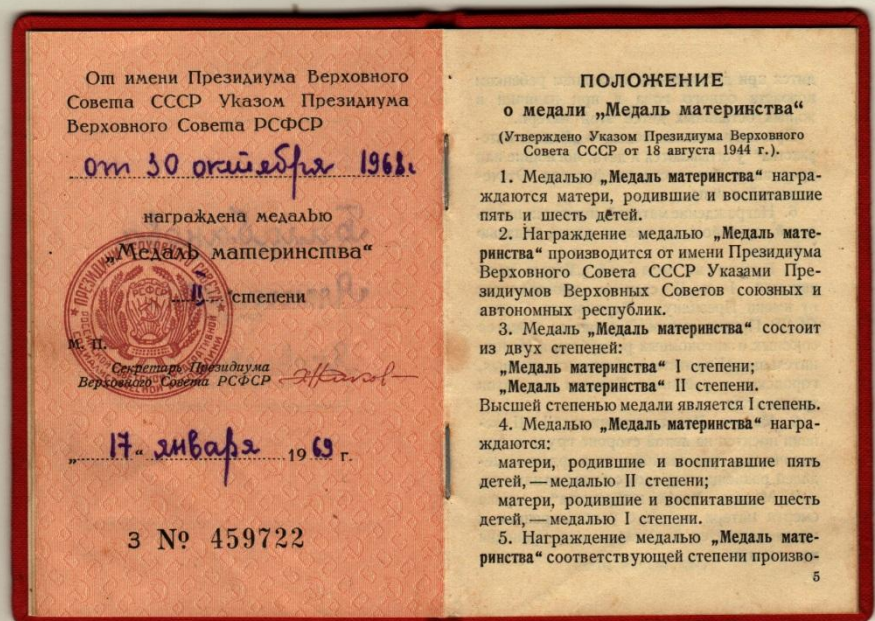 От имени Президиума Верховного
Совета СССР Указом Президиума
Верховного Совета РСФСР
от 30 октября 1968г
награждена медалью
„Медаль материнства“
II степени
М. П.
Секретарь Президиума
Верховного Совета РСФСР
„17“ января 1969 г.
З № 459722
ПОЛОЖЕНИЕ
о медали „Медаль материнства“
(Утверждено Указом Президиума Верховного
Совета СССР от 18 августа 1944 г.).
1. Медалью „Медаль материнства“ награ-
ждаются матери, родившие и воспитавшие
пять и шесть детей.
2. Награждение медалью „Медаль мате-
ринства“ производится от имени Президиума
Верховного Совета СССР Указами Пре-
зидиумов Верховных Советов союзных и
автономных республик.
3. Медаль „Медаль материнства“ состоит
из двух степеней:
„Медаль материнства“ I степени;
„Медаль материнства“ II степени.
Высшей степенью медали является I степень.
4. Медалью „Медаль материнства“ награ-
ждаются:
матери, родившие и воспитавшие пять
детей, — медалью II степени;
матери, родившие и воспитавшие шесть
детей, — медалью I степени.
5. Награждение медалью „Медаль мате-
ринства“ соответствующей степени произво-
5